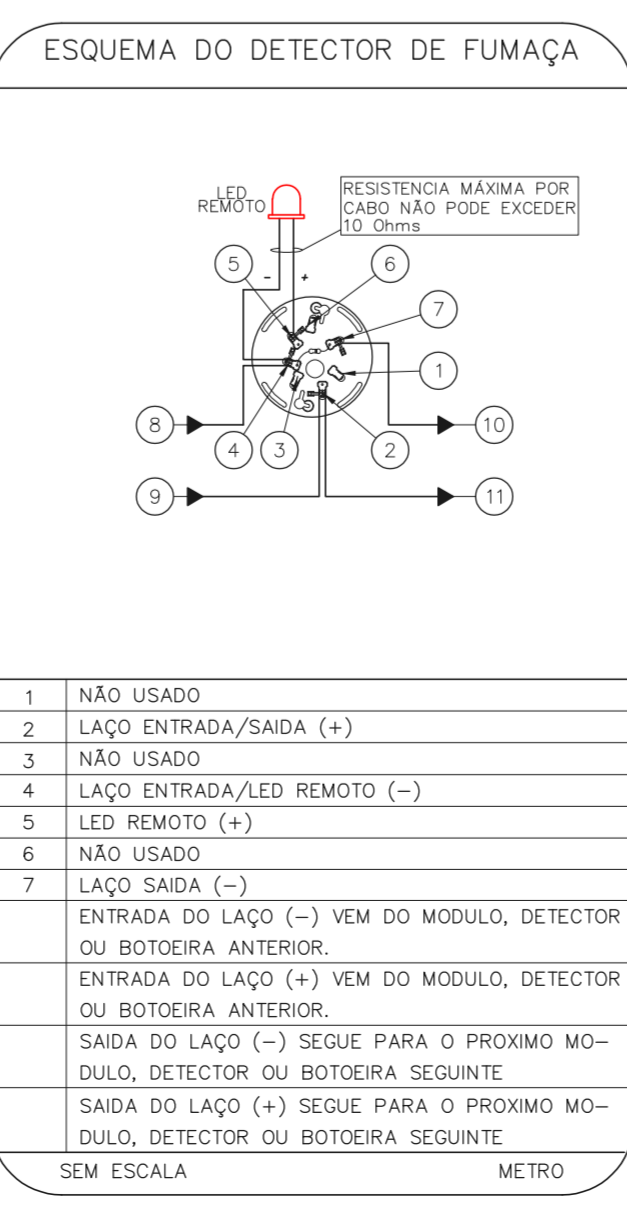 ESQUEMA DO DETECTOR DE FUMAÇA
LED
REMOTO
RESISTENCIA MÁXIMA POR
CABO NÃO PODE EXCEDER
10 Ohms
5
6
- +
7
1
8
10
4
3
2
9
11
1 NÃO USADO
2 LAÇO ENTRADA/SAIDA (+)
3 NÃO USADO
4 LAÇO ENTRADA/LED REMOTO (-)
5 LED REMOTO (+)
6 NÃO USADO
7 LAÇO SAIDA (-)
ENTRADA DO LAÇO (-) VEM DO MODULO, DETECTOR
OU BOTOEIRA ANTERIOR.
ENTRADA DO LAÇO (+) VEM DO MODULO, DETECTOR
OU BOTOEIRA ANTERIOR.
SAIDA DO LAÇO (-) SEGUE PARA O PROXIMO MO-
DULO, DETECTOR OU BOTOEIRA SEGUINTE
SAIDA DO LAÇO (+) SEGUE PARA O PROXIMO MO-
DULO, DETECTOR OU BOTOEIRA SEGUINTE
SEM ESCALA METRO